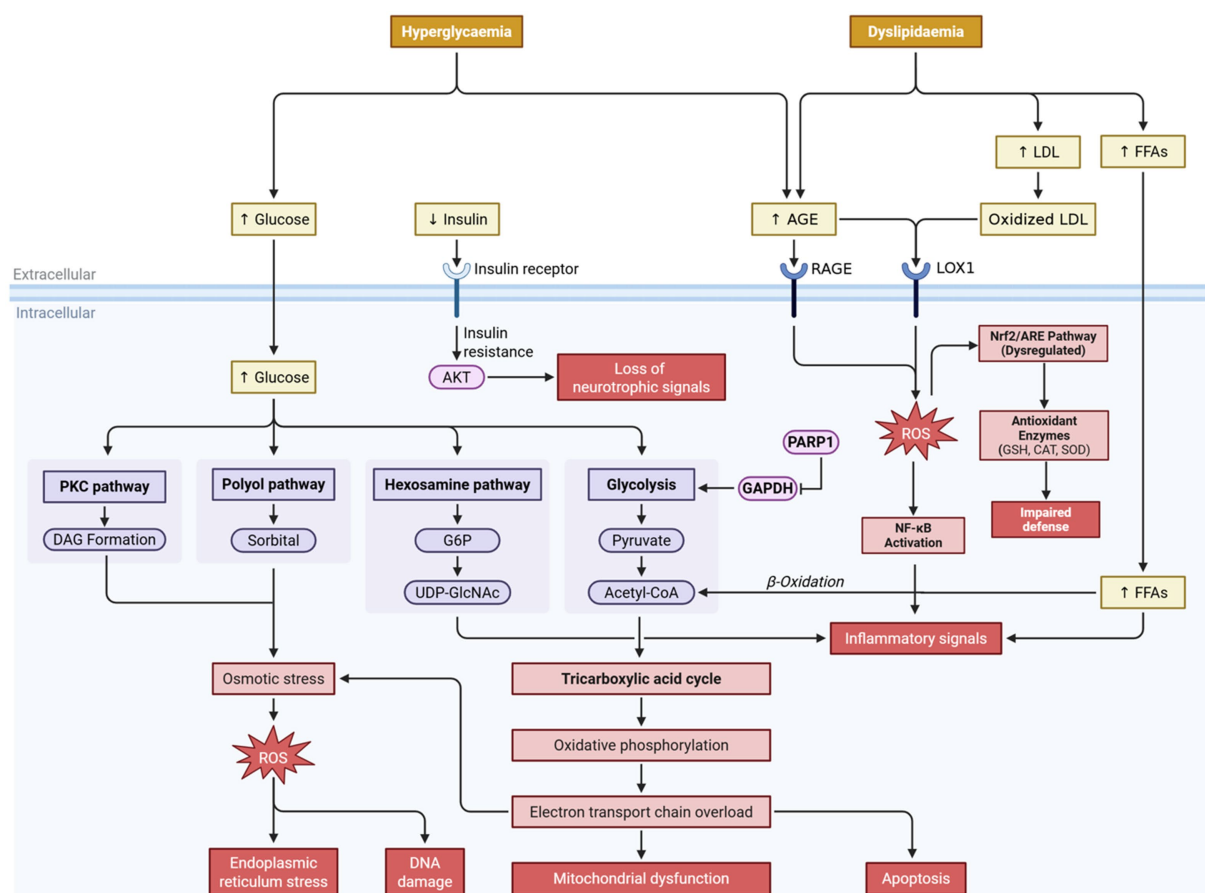 Hyperglycaemia
Dyslipidaemia
↑ LDL
↑ FFAs
↑ Glucose
↓ Insulin
↑ AGE
Oxidized LDL
Extracellular
Insulin receptor
RAGE
LOX1
Intracellular
Insulin
resistance
Nrf2/ARE Pathway
(Dysregulated)
↑ Glucose
AKT
Loss of
neurotrophic signals
ROS
Antioxidant
Enzymes
(GSH, CAT, SOD)
PARP1
PKC pathway
Polyol pathway
Hexosamine pathway
Glycolysis
GAPDH
Impaired
defense
DAG Formation
Sorbital
G6P
Pyruvate
NF-κB
Activation
UDP-GlcNAc
Acetyl-CoA
β-Oxidation
↑ FFAs
Inflammatory signals
Osmotic stress
Tricarboxylic acid cycle
ROS
Oxidative phosphorylation
Electron transport chain overload
Endoplasmic
reticulum stress
DNA
damage
Mitochondrial dysfunction
Apoptosis